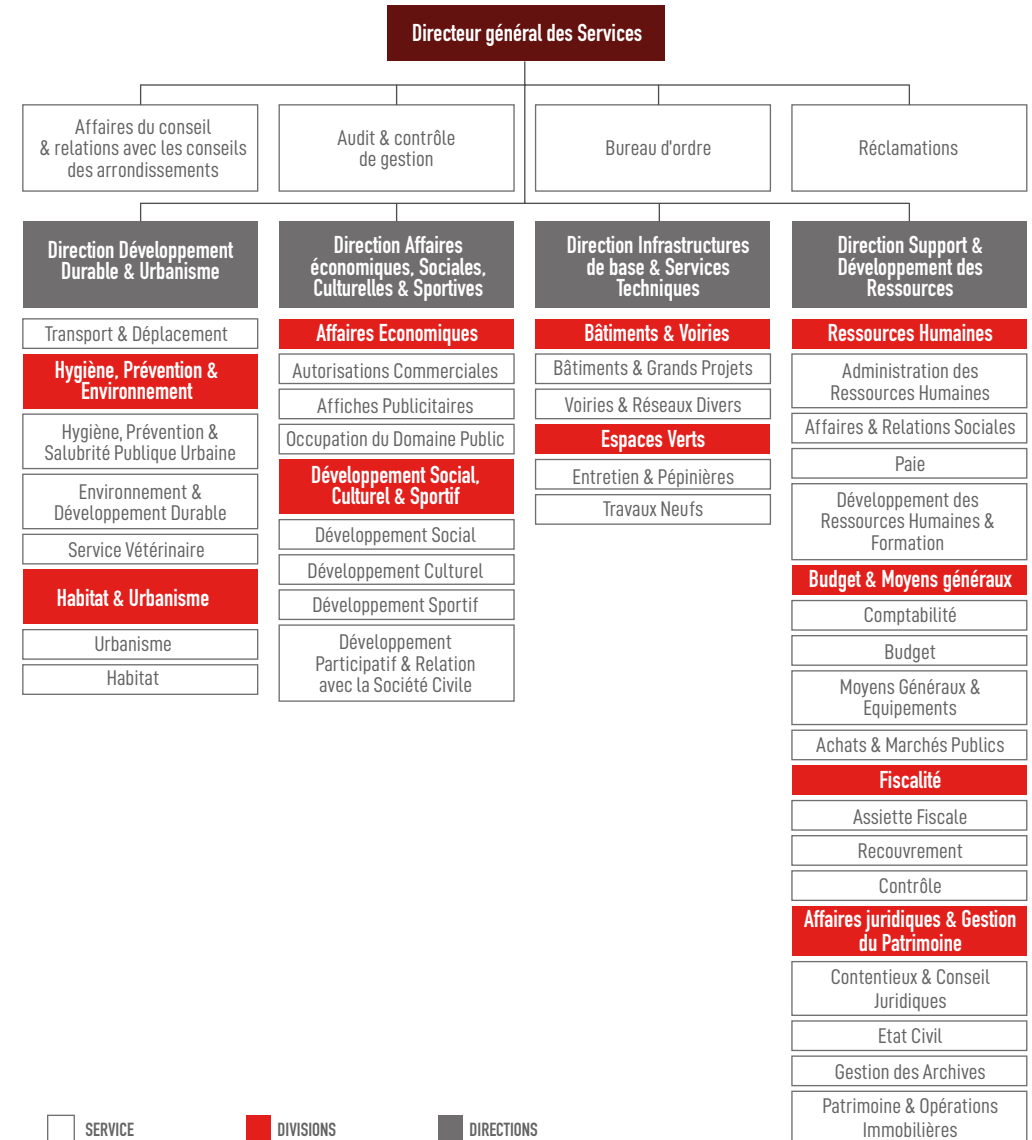 Directeur général des Services
Affaires du conseil
& relations avec les conseils
des arrondissements
Audit & contrôle
de gestion
Bureau d'ordre
Réclamations
Direction Développement
Durable & Urbanisme
Transport & Déplacement
Hygiène, Prévention &
Environnement
Hygiène, Prévention &
Salubrité Publique Urbaine
Environnement &
Développement Durable
Service Vétérinaire
Habitat & Urbanisme
Urbanisme
Habitat
Direction Affaires
économiques, Sociales,
Culturelles & Sportives
Affaires Economiques
Autorisations Commerciales
Affiches Publicitaires
Occupation du Domaine Public
Développement Social,
Culturel & Sportif
Développement Social
Développement Culturel
Développement Sportif
Développement
Participatif & Relation
avec la Société Civile
Direction Infrastructures
de base & Services
Techniques
Bâtiments & Voiries
Bâtiments & Grands Projets
Voiries & Réseaux Divers
Espaces Verts
Entretien & Pépinières
Travaux Neufs
Direction Support &
Développement des
Ressources
Ressources Humaines
Administration des
Ressources Humaines
Affaires & Relations Sociales
Paie
Développement des
Ressources Humaines &
Formation
Budget & Moyens généraux
Comptabilité
Budget
Moyens Généraux &
Equipements
Achats & Marchés Publics
Fiscalité
Assiette Fiscale
Recouvrement
Contrôle
Affaires juridiques & Gestion
du Patrimoine
Contentieux & Conseil
Juridiques
Etat Civil
Gestion des Archives
Patrimoine & Opérations
Immobilières
SERVICE
DIVISIONS
DIRECTIONS